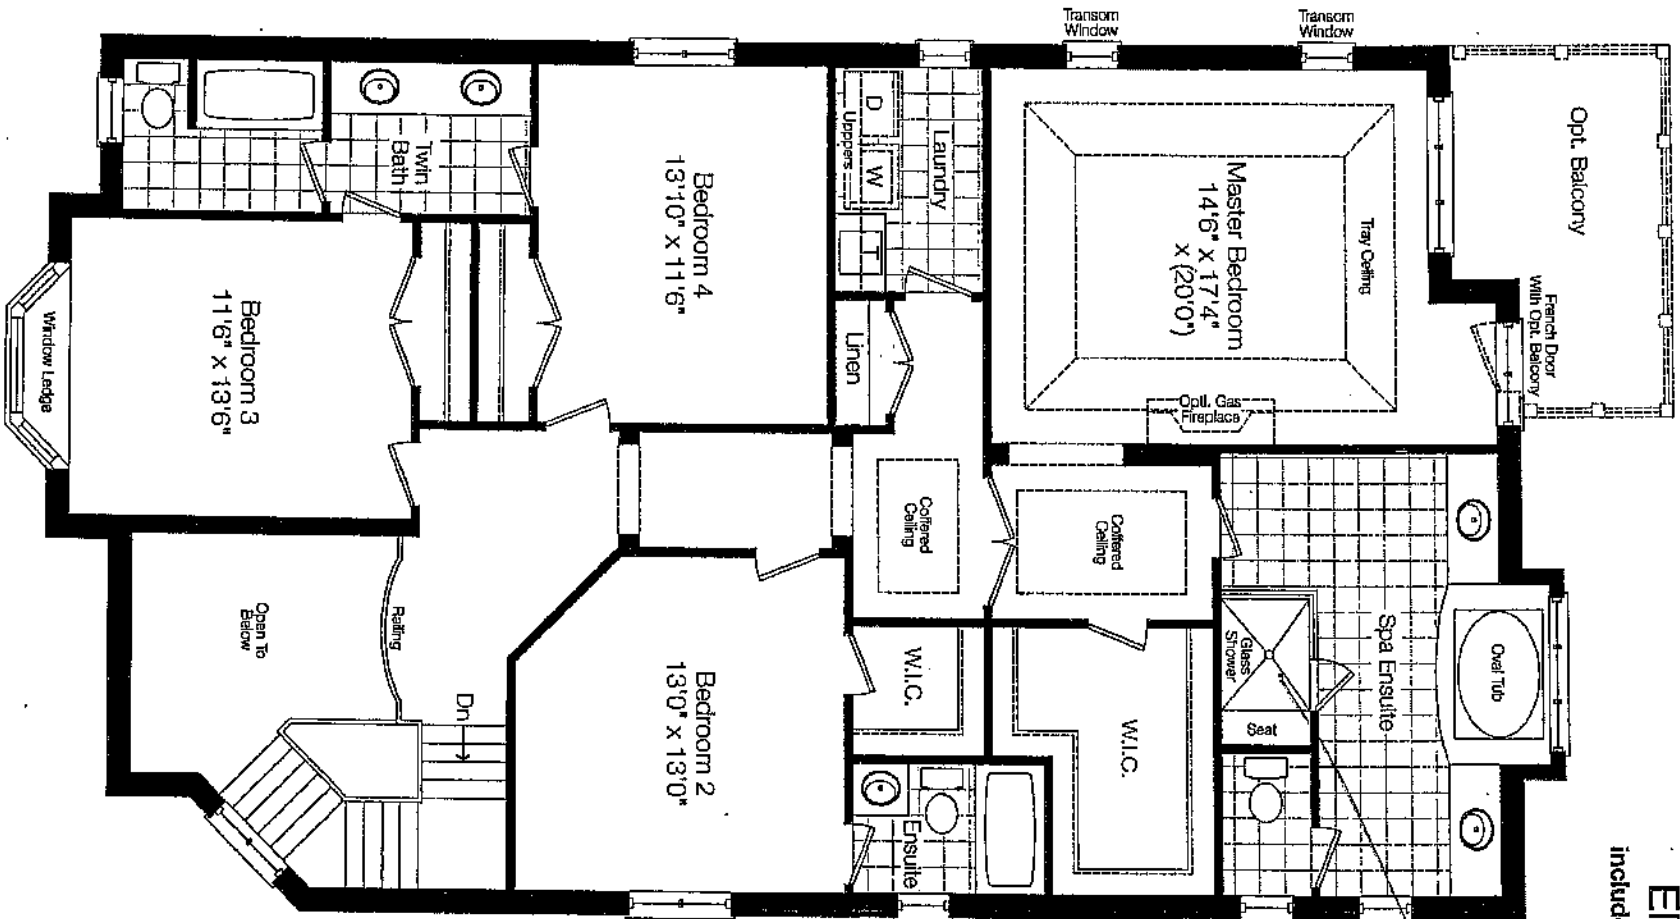 Transom
Window
Transom
Window
Opt. Balcony
French Door
With Opt. Balcony
Tray Ceiling
Master Bedroom
14'6" x 17'4"
x (20'0")
Optl. Gas
Fireplace
Laundry
D
W
Upppers
T
Linen
Bedroom 4
13'10" x 11'6"
Twin
Bath
Bedroom 3
11'6" x 13'6"
Window Ledge
Coffered
Ceiling
Coffered
Ceiling
Spa Ensuite
Oval Tub
Glass
Shower
Seat
W.I.C.
W.I.C.
Ensuite
Bedroom 2
13'0" x 13'0"
Railing
Open To
Below
Dn
El
includ